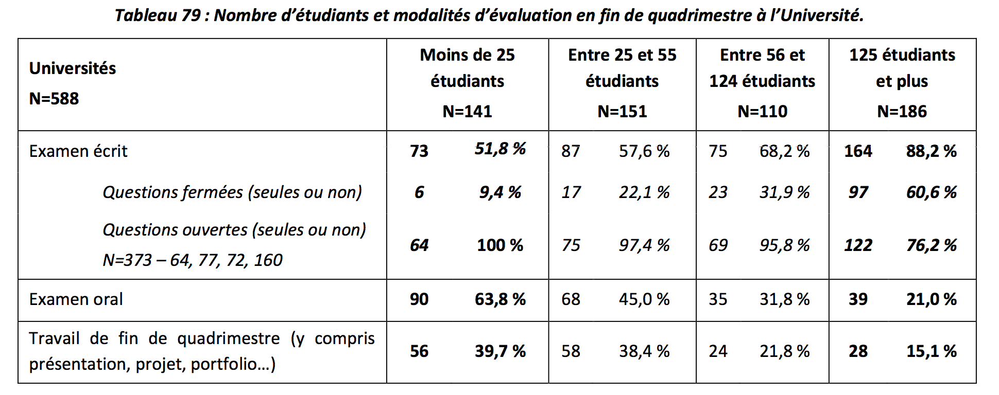 Tableau 79 : Nombre d’étudiants et modalités d’évaluation en fin de quadrimestre à l’Université.
Universités
N=588
Moins de 25
étudiants
N=141
Entre 25 et 55
étudiants
N=151
Entre 56 et
124 étudiants
N=110
125 étudiants
et plus
N=186
Examen écrit 73 51,8 % 87 57,6 % 75 68,2 % 164 88,2 %
Questions fermées (seules ou non) 6 9,4 % 17 22,1 % 23 31,9 % 97 60,6 %
Questions ouvertes (seules ou non)
N=373 – 64, 77, 72, 160
64 100 % 75 97,4 % 69 95,8 % 122 76,2 %
Examen oral 90 63,8 % 68 45,0 % 35 31,8 % 39 21,0 %
Travail de fin de quadrimestre (y compris
présentation, projet, portfolio…)
56 39,7 % 58 38,4 % 24 21,8 % 28 15,1 %